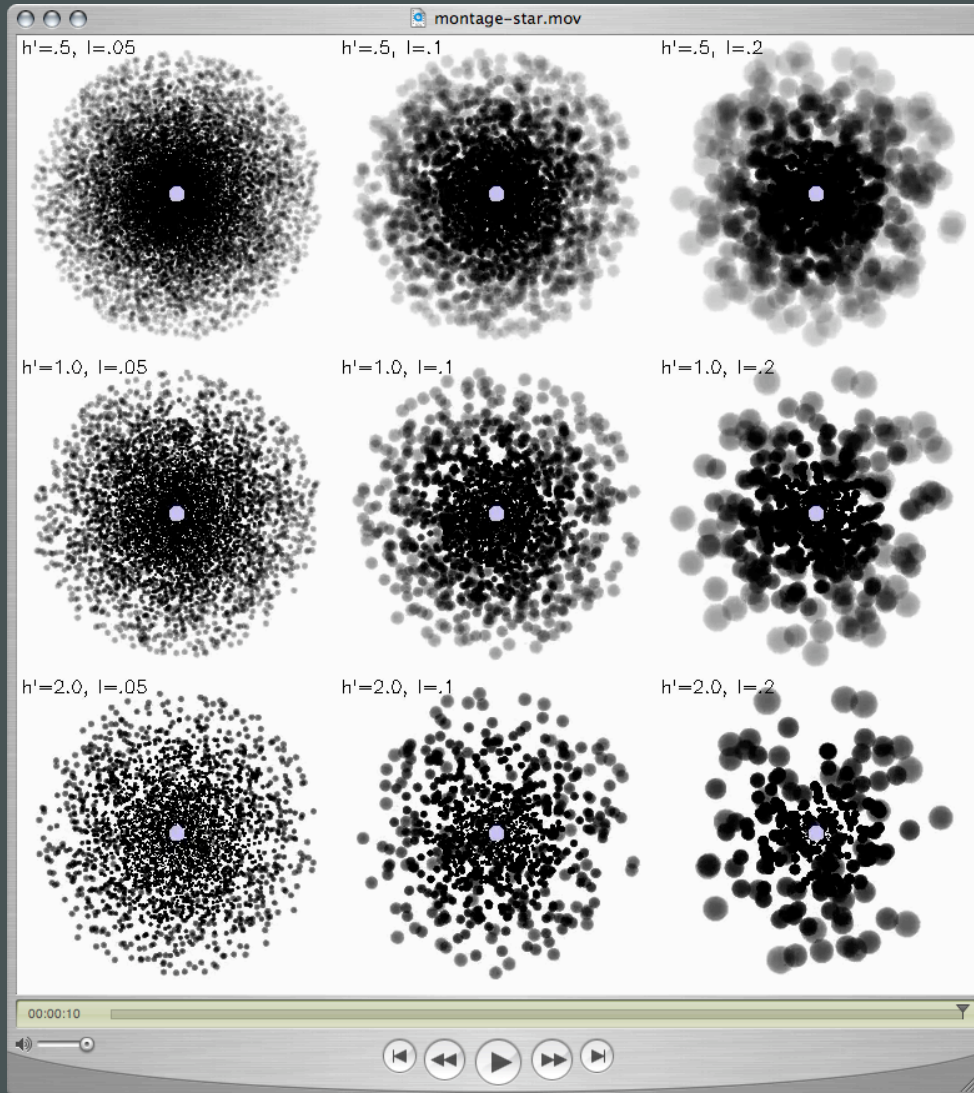 montage-star.mov
h'=.5, l=.05
h'=.5, l=.1
h'=.5, l=.2
h'=1.0, l=.05
h'=1.0, l=.1
h'=1.0, l=.2
h'=2.0, l=.05
h'=2.0, l=.1
h'=2.0, l=.2
00:00:10